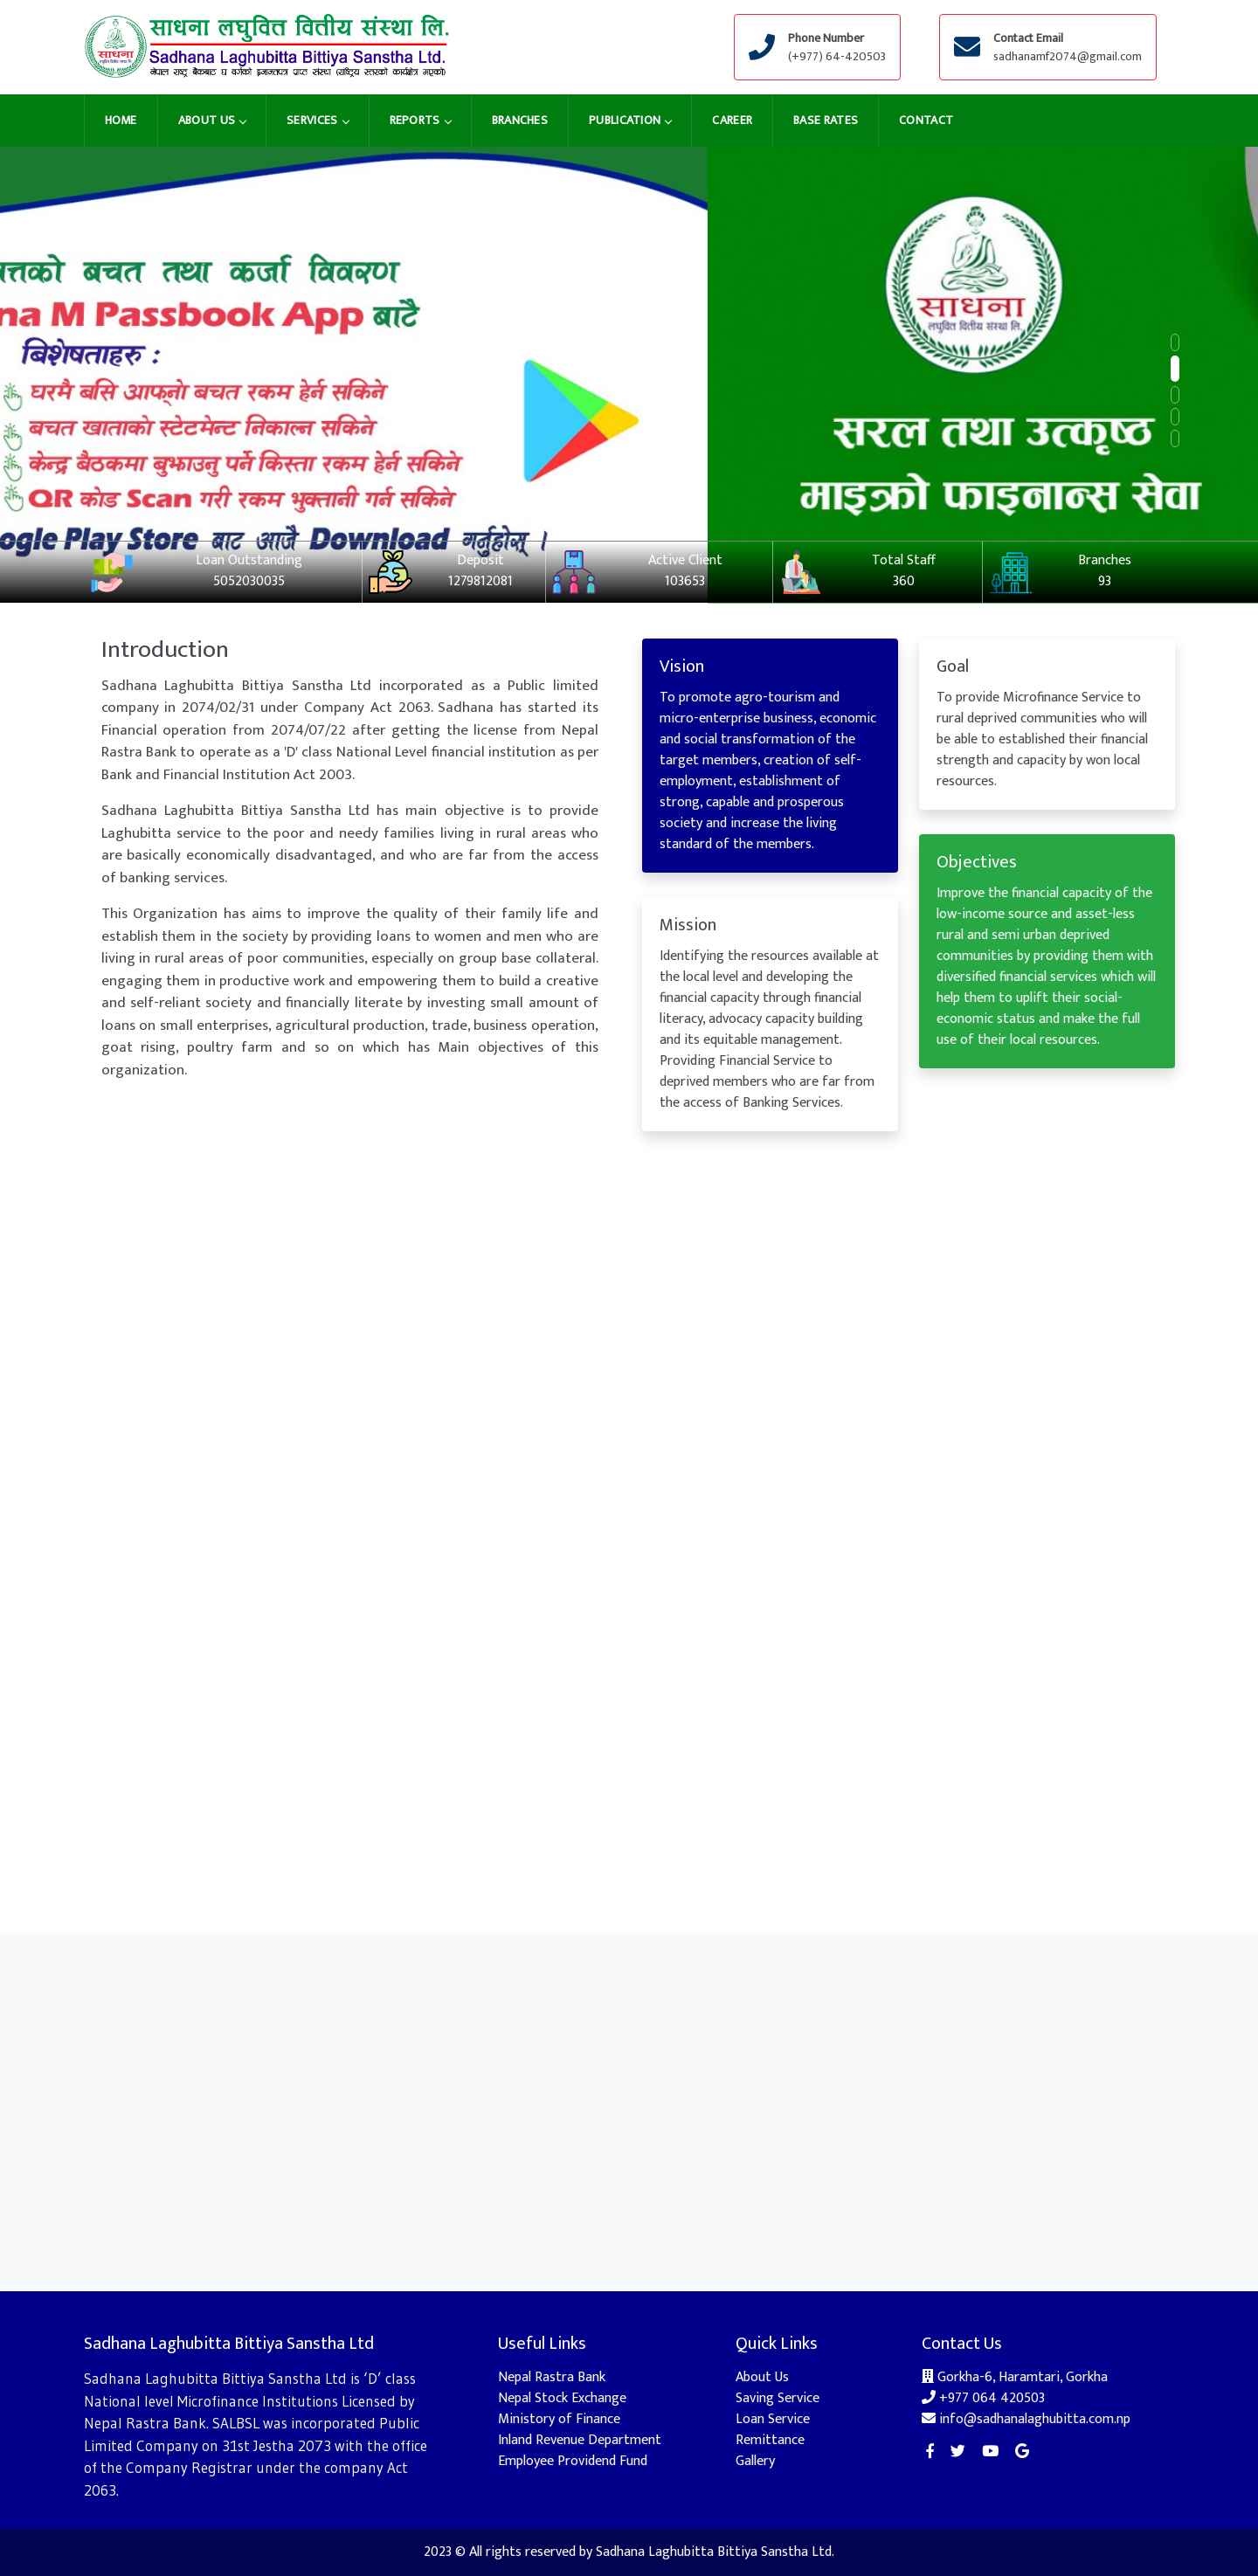 साधना लघुवित्त वित्तीय संस्था लि.
Sadhana Laghubitta Bittiya Sanstha Ltd.
Phone Number
(+977) 64-420503
Contact Email
sadhanamf2074@gmail.com
HOME ABOUT US SERVICES REPORTS BRANCHES PUBLICATION CAREER BASE RATES CONTACT
त्तको बचत तथा कर्जा विवरण
na M Passbook App बाटै
बिशेषताहरु :
घरमै बसि आफ्नो बचत रकम हेर्न सकिने
बचत खाताको स्टेटमेन्ट निकाल्न सकिने
केन्द्र बैठकमा बुझाउनु पर्ने किस्ता रकम हेर्न सकिने
QR कोड Scan गरी रकम भुक्तानी गर्न सकिने
oogle Play Store बाट आजै Download गर्नुहोस् ।
साधना
लघुवित्त वित्तीय संस्था लि.
सरल तथा उत्कृष्ठ
माइक्रो फाइनान्स सेवा
Loan Outstanding
5052030035
Deposit
1279812081
Active Client
103653
Total Staff
360
Branches
93
Introduction
Sadhana Laghubitta Bittiya Sanstha Ltd incorporated as a Public limited
company in 2074/02/31 under Company Act 2063. Sadhana has started its
Financial operation from 2074/07/22 after getting the license from Nepal
Rastra Bank to operate as a 'D' class National Level financial institution as per
Bank and Financial Institution Act 2003.
Sadhana Laghubitta Bittiya Sanstha Ltd has main objective is to provide
Laghubitta service to the poor and needy families living in rural areas who
are basically economically disadvantaged, and who are far from the access
of banking services.
This Organization has aims to improve the quality of their family life and
establish them in the society by providing loans to women and men who are
living in rural areas of poor communities, especially on group base collateral.
engaging them in productive work and empowering them to build a creative
and self-reliant society and financially literate by investing small amount of
loans on small enterprises, agricultural production, trade, business operation,
goat rising, poultry farm and so on which has Main objectives of this
organization.
Vision
To promote agro-tourism and
micro-enterprise business, economic
and social transformation of the
target members, creation of self-
employment, establishment of
strong, capable and prosperous
society and increase the living
standard of the members.
Mission
Identifying the resources available at
the local level and developing the
financial capacity through financial
literacy, advocacy capacity building
and its equitable management.
Providing Financial Service to
deprived members who are far from
the access of Banking Services.
Goal
To provide Microfinance Service to
rural deprived communities who will
be able to established their financial
strength and capacity by won local
resources.
Objectives
Improve the financial capacity of the
low-income source and asset-less
rural and semi urban deprived
communities by providing them with
diversified financial services which will
help them to uplift their social-
economic status and make the full
use of their local resources.
Sadhana Laghubitta Bittiya Sanstha Ltd
Sadhana Laghubitta Bittiya Sanstha Ltd is ‘D’ class
National level Microfinance Institutions Licensed by
Nepal Rastra Bank. SALBSL was incorporated Public
Limited Company on 31st Jestha 2073 with the office
of the Company Registrar under the company Act
2063.
Useful Links
Nepal Rastra Bank
Nepal Stock Exchange
Ministory of Finance
Inland Revenue Department
Employee Providend Fund
Quick Links
About Us
Saving Service
Loan Service
Remittance
Gallery
Contact Us
Gorkha-6, Haramtari, Gorkha
+977 064 420503
info@sadhanalaghubitta.com.np
2023 © All rights reserved by Sadhana Laghubitta Bittiya Sanstha Ltd.